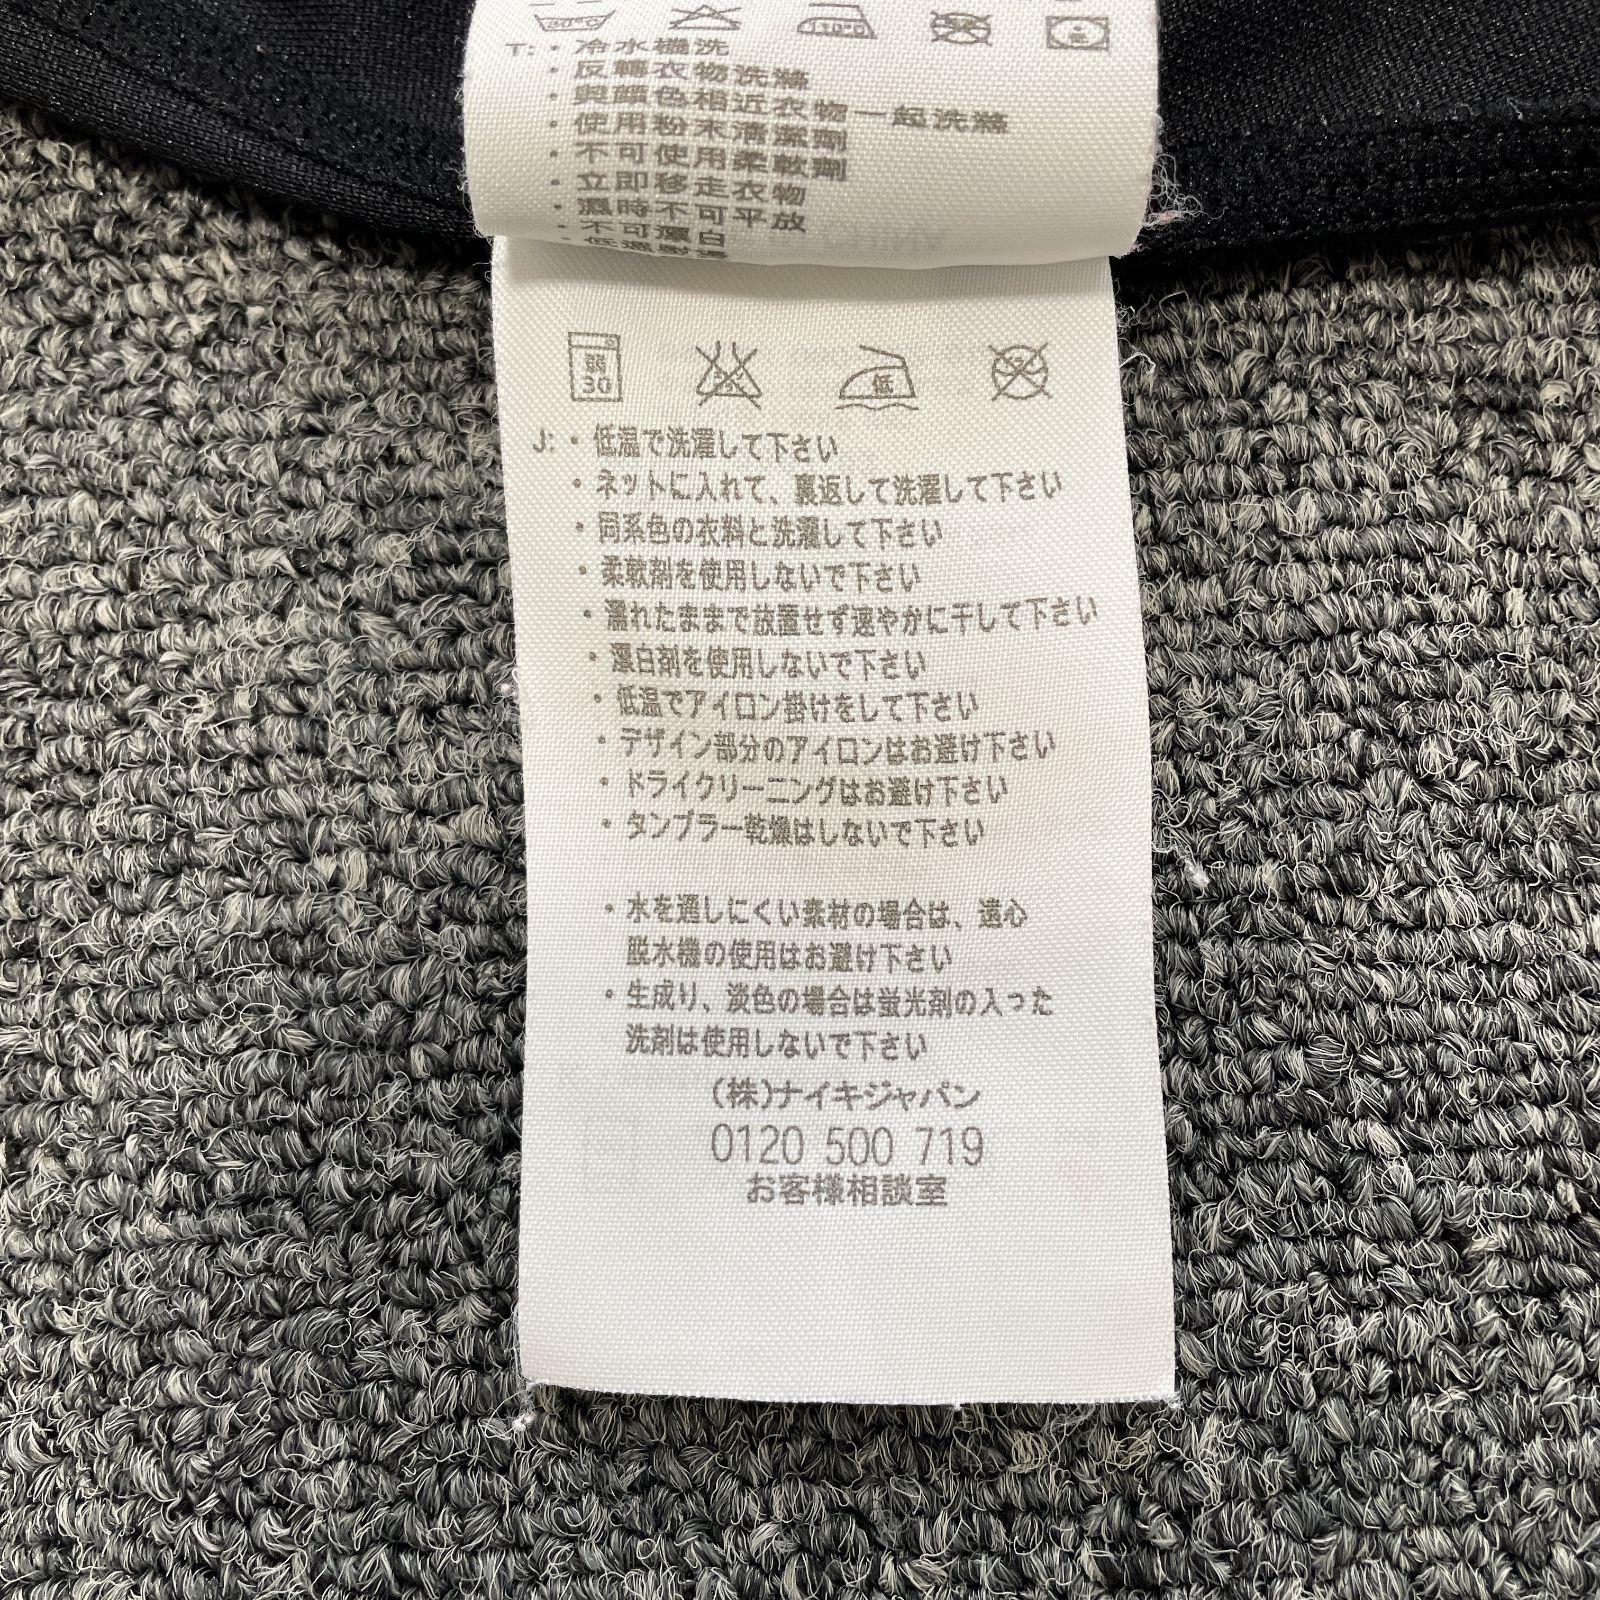 110°C
T: ・冷水機洗
・反轉衣物洗滌
・與顔色相近衣物一起洗滌
・使用粉末清潔劑
・不可使用柔軟劑
・立即移走衣物
・濕時不可平放
・不可漂白
弱
30
低
J: ・低温で洗濯して下さい
・ネットに入れて、裏返して洗濯して下さい
・同系色の衣料と洗濯して下さい
・柔軟剤を使用しないで下さい
・濡れたままで放置せず速やかに干して下さい
・漂白剤を使用しないで下さい
・低温でアイロン掛けをして下さい
・デザイン部分のアイロンはお避け下さい
・ドライクリーニングはお避け下さい
・タンブラー乾燥はしないで下さい
・水を通しにくい素材の場合は、遠心
脱水機の使用はお避け下さい
・生成り、淡色の場合は蛍光剤の入った
洗剤は使用しないで下さい
(株)ナイキジャパン
0120 500 719
お客様相談室